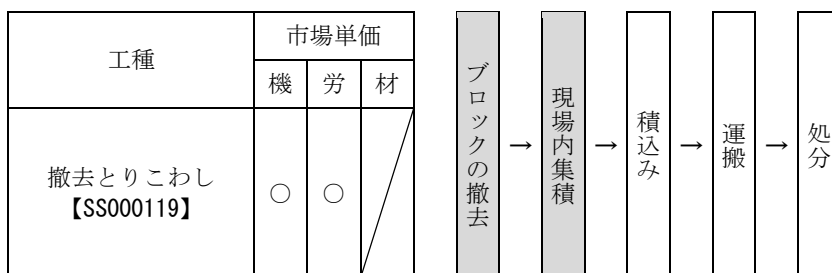 工種
市場単価
機 労 材
撤去とりこわし
【SS000119】
○ ○
ブロックの撤去
→
現場内集積
→
積込み
→
運搬
→
処分